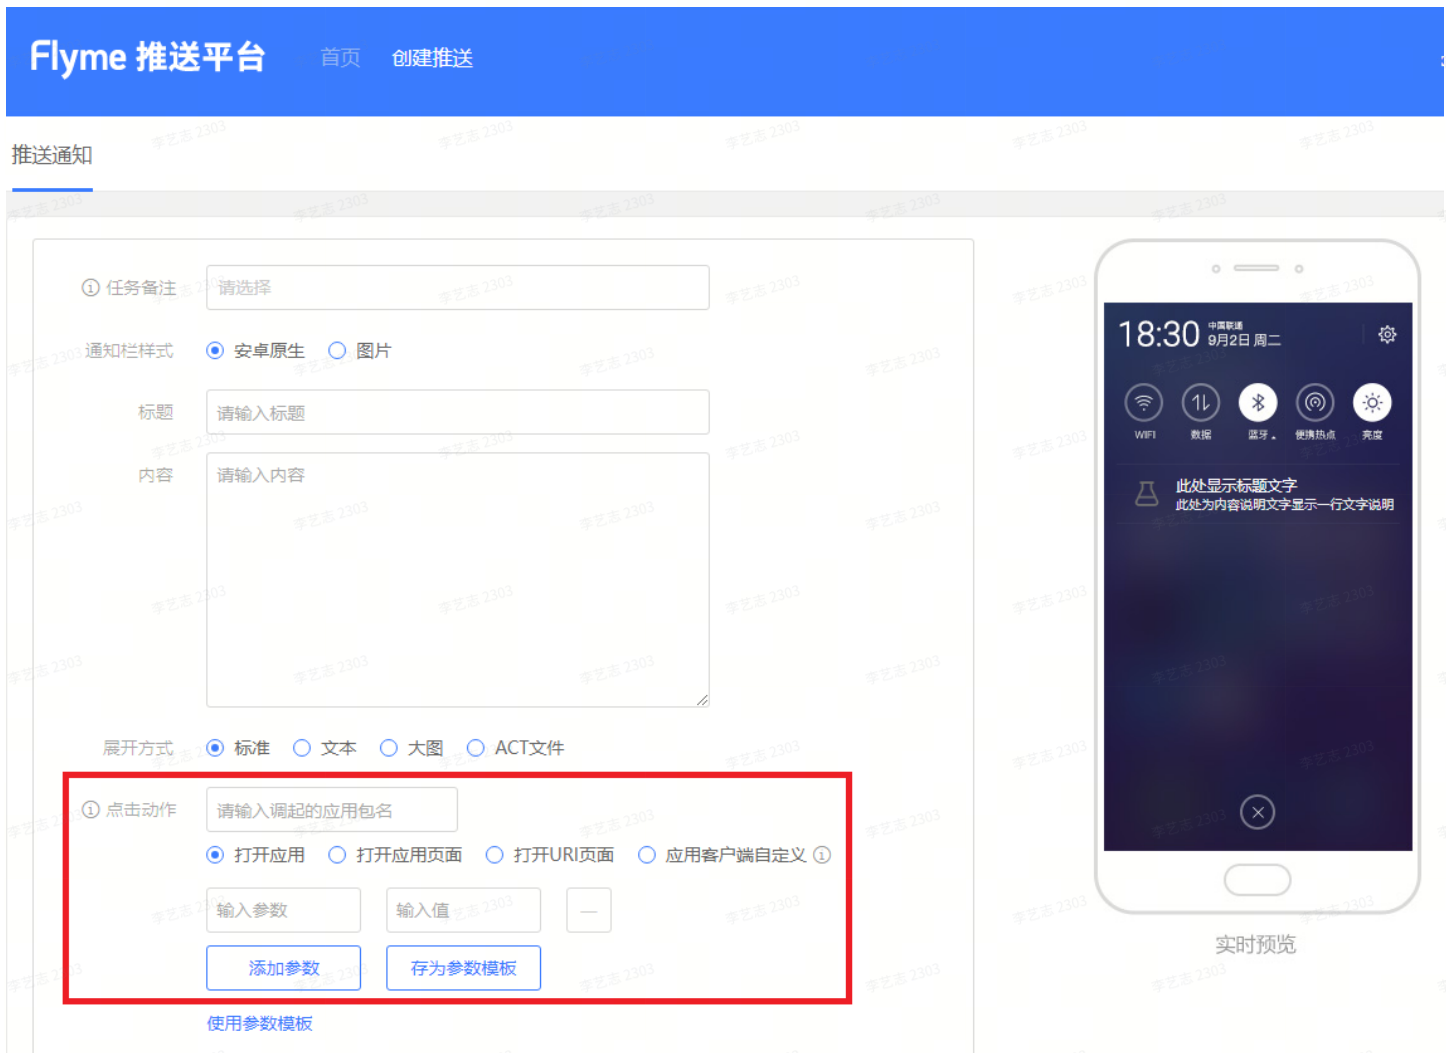 Flyme 推送平台 首页 创建推送
推送通知
任务备注 请选择
通知栏样式 安卓原生 图片
标题 请输入标题
内容 请输入内容
展开方式 标准 文本 大图 ACT文件
点击动作 请输入调起的应用包名
打开应用 打开应用页面 打开URI页面 应用客户端自定义
输入参数 输入值 —
添加参数 存为参数模板
使用参数模板
18:30 中国联通
9月2日 周二
WIFI 数据 蓝牙 便携热点 亮度
此处显示标题文字
此处为内容说明文字显示一行文字说明
实时预览
李艺志 2303